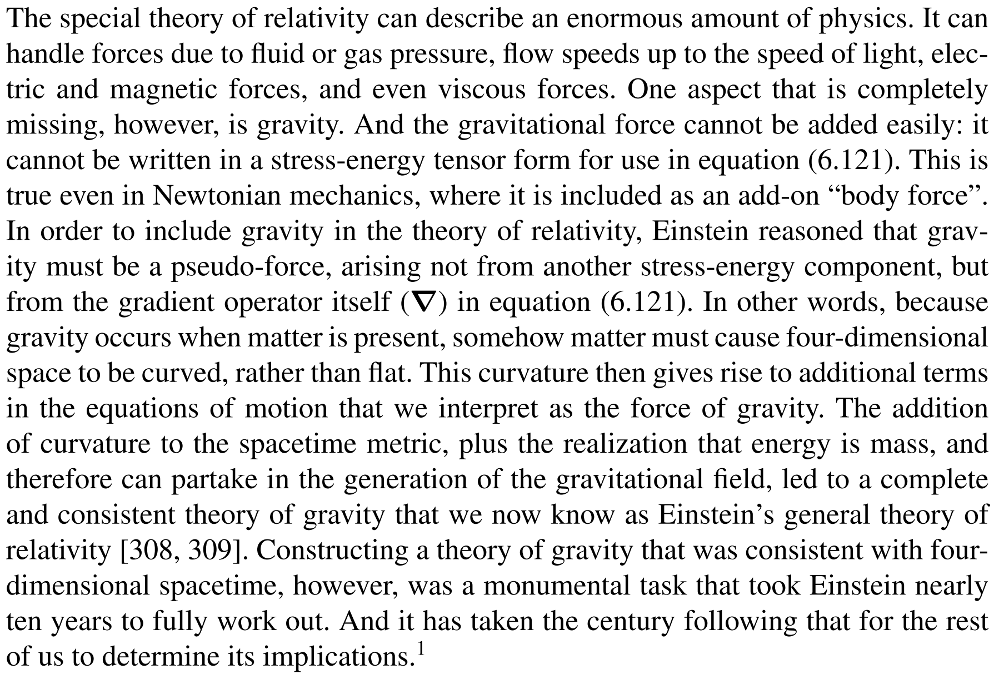 The special theory of relativity can describe an enormous amount of physics. It can
handle forces due to fluid or gas pressure, flow speeds up to the speed of light, elec-
tric and magnetic forces, and even viscous forces. One aspect that is completely
missing, however, is gravity. And the gravitational force cannot be added easily: it
cannot be written in a stress-energy tensor form for use in equation (6.121). This is
true even in Newtonian mechanics, where it is included as an add-on “body force”.
In order to include gravity in the theory of relativity, Einstein reasoned that grav-
ity must be a pseudo-force, arising not from another stress-energy component, but
from the gradient operator itself (∇) in equation (6.121). In other words, because
gravity occurs when matter is present, somehow matter must cause four-dimensional
space to be curved, rather than flat. This curvature then gives rise to additional terms
in the equations of motion that we interpret as the force of gravity. The addition
of curvature to the spacetime metric, plus the realization that energy is mass, and
therefore can partake in the generation of the gravitational field, led to a complete
and consistent theory of gravity that we now know as Einstein’s general theory of
relativity [308, 309]. Constructing a theory of gravity that was consistent with four-
dimensional spacetime, however, was a monumental task that took Einstein nearly
ten years to fully work out. And it has taken the century following that for the rest
of us to determine its implications.¹